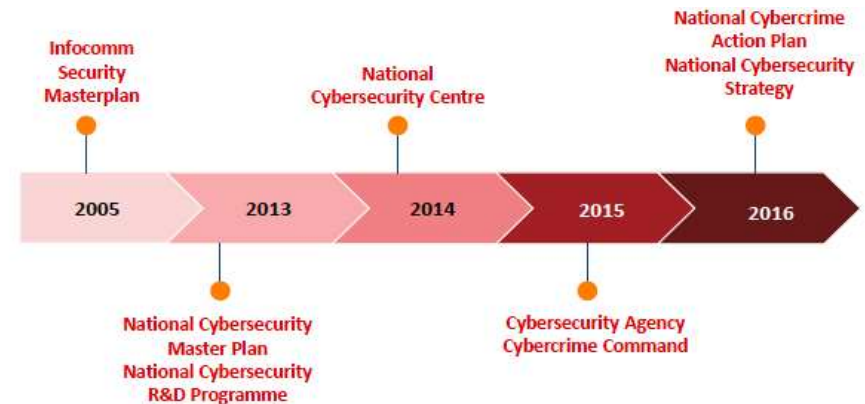 Infocomm
Security
Masterplan
National
Cybersecurity Centre
National Cybercrime
Action Plan
National Cybersecurity
Strategy
2005
2013
2014
2015
2016
National Cybersecurity
Master Plan
National Cybersecurity
R&D Programme
Cybersecurity Agency
Cybercrime Command